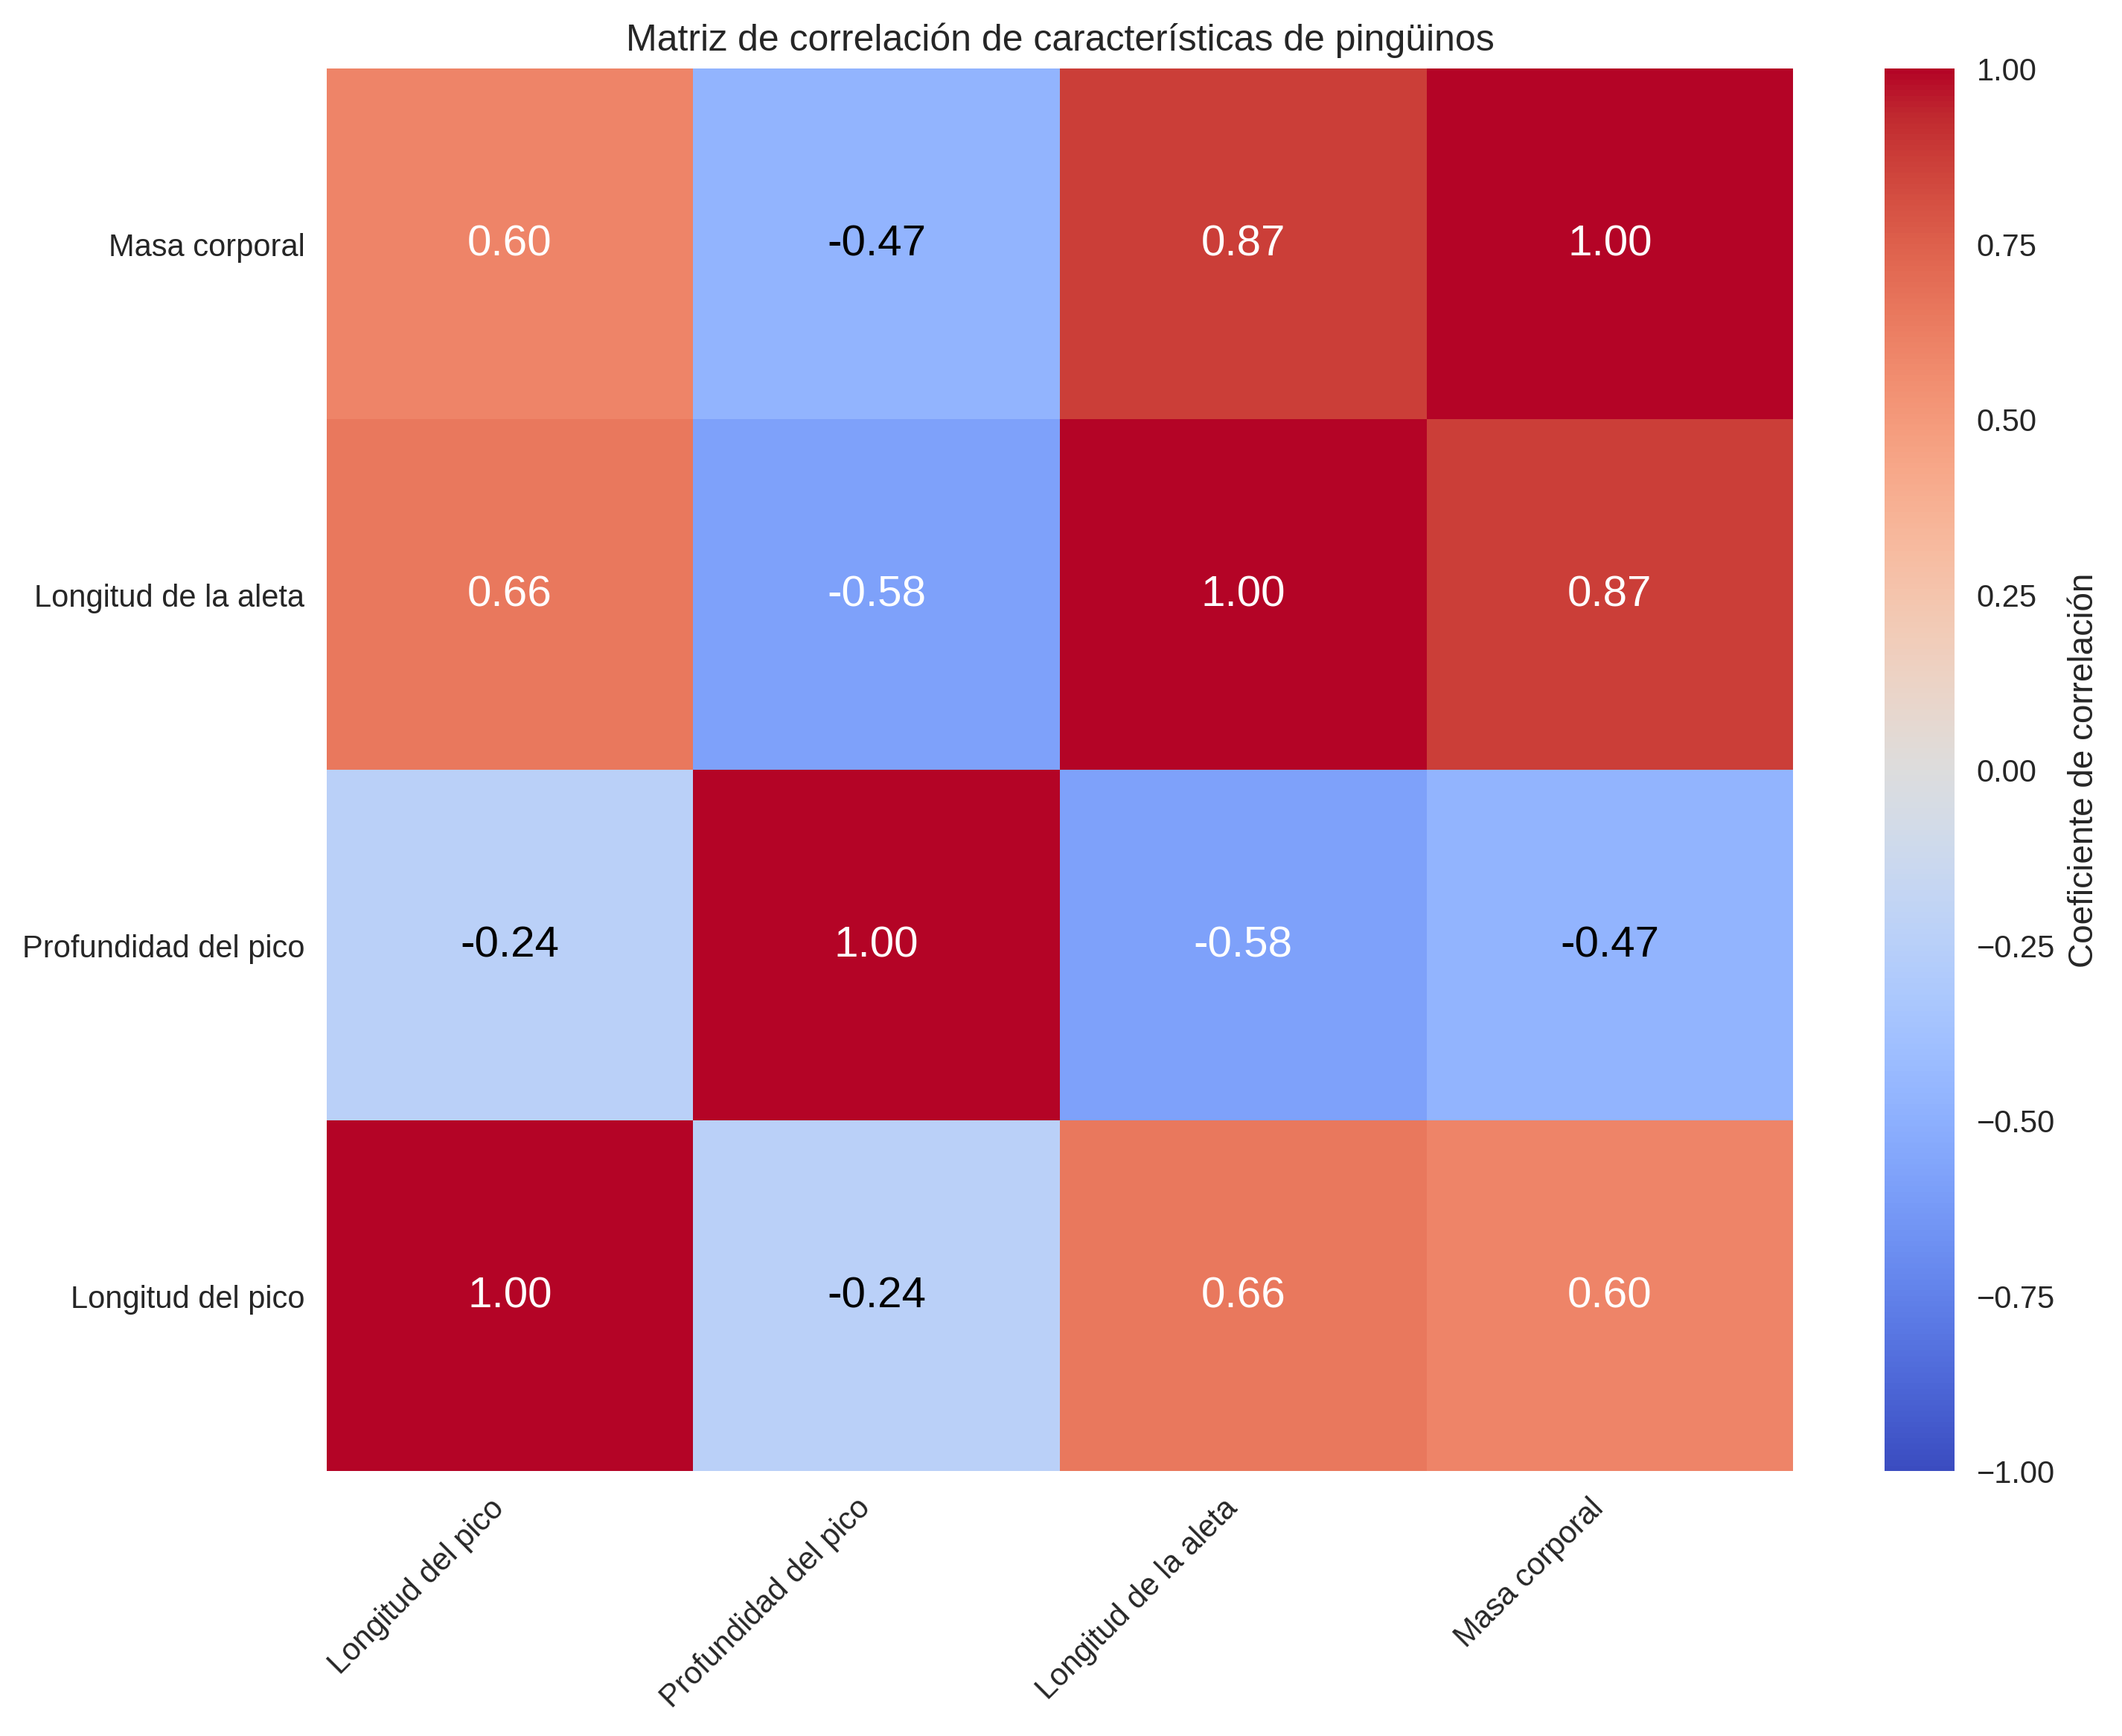 Matriz de correlación de características de pingüinos
Masa corporal
0.60 -0.47 0.87 1.00
Longitud de la aleta
0.66 -0.58 1.00 0.87
Profundidad del pico
-0.24 1.00 -0.58 -0.47
Longitud del pico
1.00 -0.24 0.66 0.60
Longitud del pico
Profundidad del pico
Longitud de la aleta
Masa corporal
1.00
0.75
0.50
0.25
0.00
−0.25
−0.50
−0.75
−1.00
Coeficiente de correlación